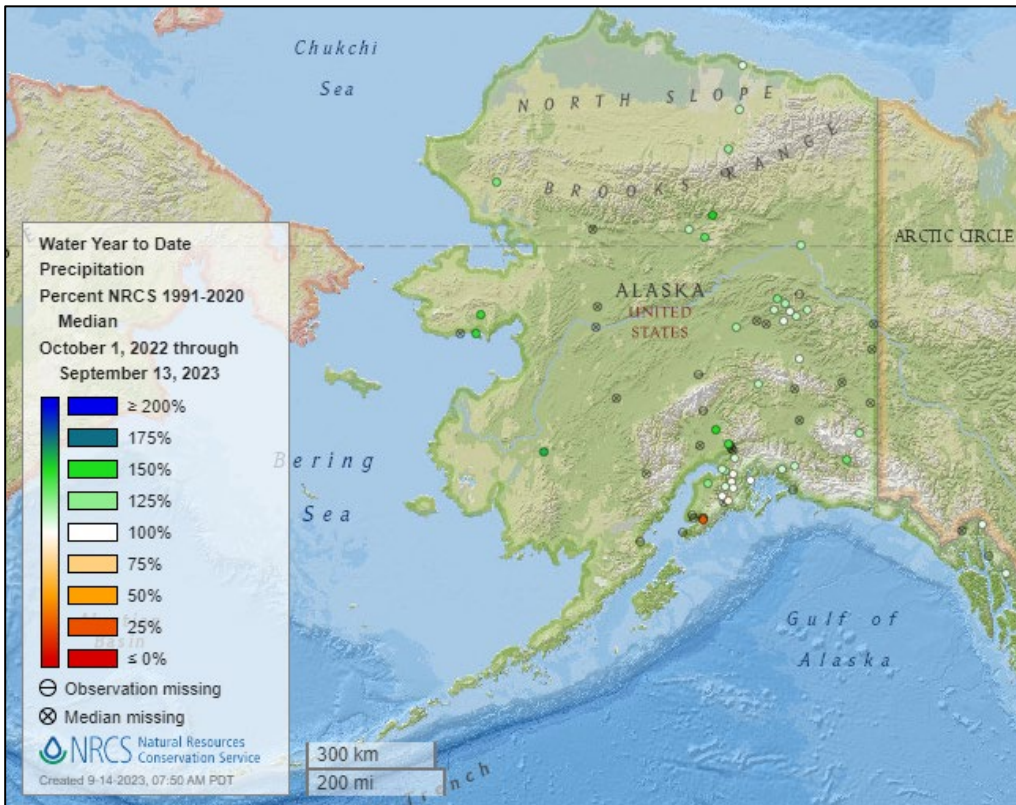 Chukchi
Sea
NORTH SLOPE
BROOKS RANGE
ARCTIC CIRCLE
ALASKA
UNITED
STATES
Bering
Sea
Gulf of
Alaska
Trench
Water Year to Date
Precipitation
Percent NRCS 1991-2020
Median
October 1, 2022 through
September 13, 2023
≥ 200%
175%
150%
125%
100%
75%
50%
25%
≤ 0%
Basin
⊖ Observation missing
⊗ Median missing
NRCS Natural Resources
Conservation Service
Created 9-14-2023, 07:50 AM PDT
300 km
200 mi